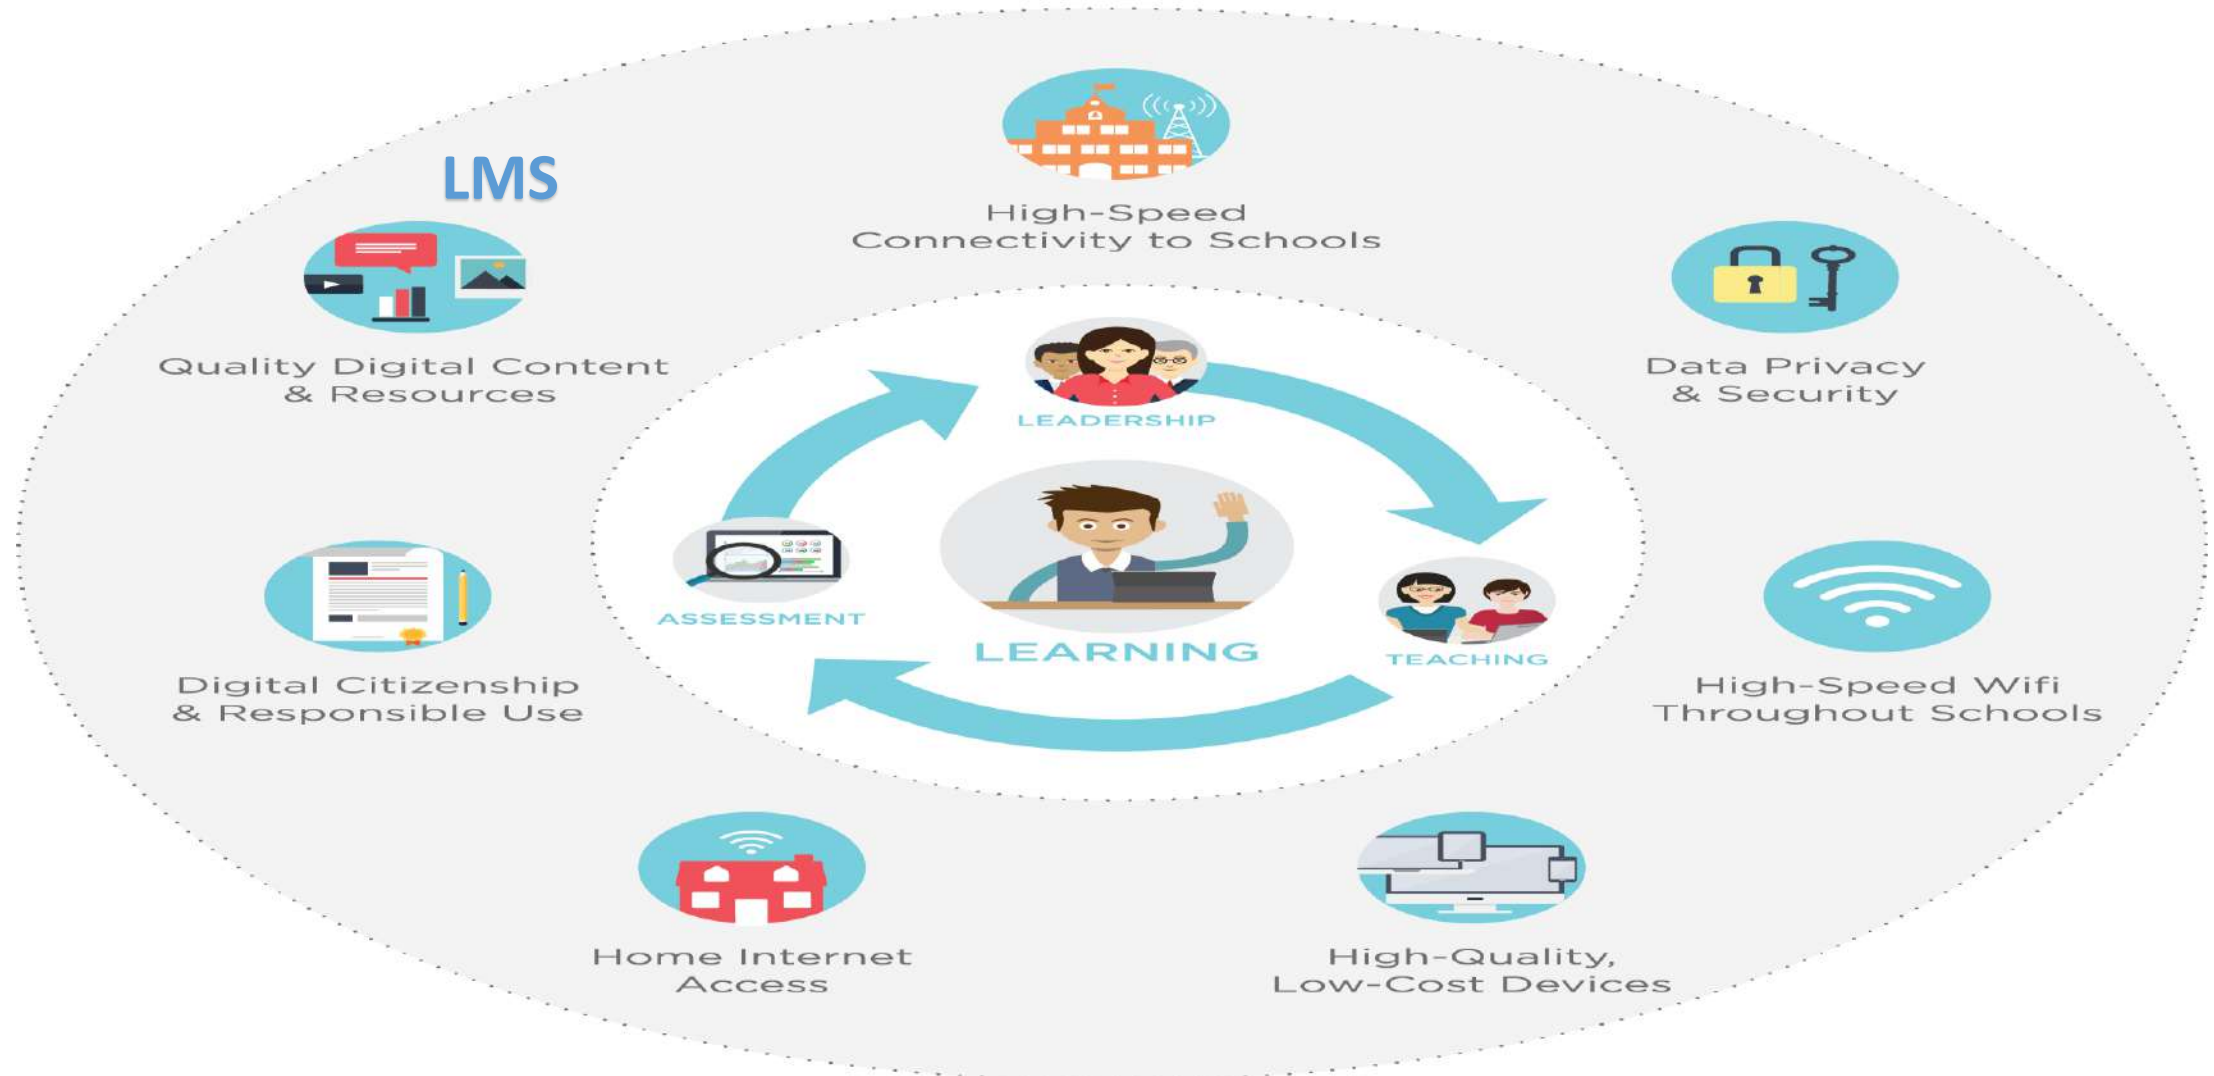 LMS
High-Speed
Connectivity to Schools
Quality Digital Content
& Resources
Data Privacy
& Security
LEADERSHIP
ASSESSMENT
LEARNING
TEACHING
Digital Citizenship
& Responsible Use
High-Speed Wifi
Throughout Schools
Home Internet
Access
High-Quality,
Low-Cost Devices